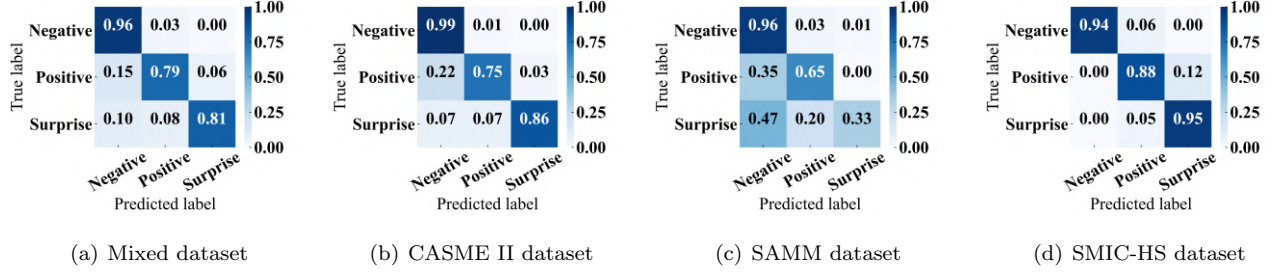 True label
Negative 0.96 0.03 0.00
Positive 0.15 0.79 0.06
Surprise 0.10 0.08 0.81
Negative Positive Surprise
Predicted label
1.00
0.75
0.50
0.25
0.00
(a) Mixed dataset
True label
Negative 0.99 0.01 0.00
Positive 0.22 0.75 0.03
Surprise 0.07 0.07 0.86
Negative Positive Surprise
Predicted label
1.00
0.75
0.50
0.25
0.00
(b) CASME II dataset
True label
Negative 0.96 0.03 0.01
Positive 0.35 0.65 0.00
Surprise 0.47 0.20 0.33
Negative Positive Surprise
Predicted label
1.00
0.75
0.50
0.25
0.00
(c) SAMM dataset
True label
Negative 0.94 0.06 0.00
Positive 0.00 0.88 0.12
Surprise 0.00 0.05 0.95
Negative Positive Surprise
Predicted label
1.00
0.75
0.50
0.25
0.00
(d) SMIC-HS dataset